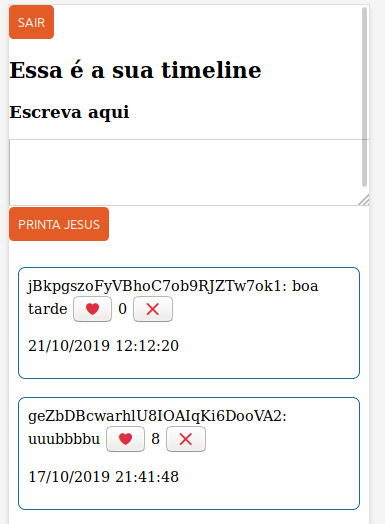 SAIR
Essa é a sua timeline
Escreva aqui
PRINTA JESUS
jBkpgszoFyVBhoC7ob9RJZTw7ok1: boa
tarde 0
21/10/2019 12:12:20
geZbDBcwarhlU8IOAIqKi6DooVA2:
uuubbbbu 8
17/10/2019 21:41:48